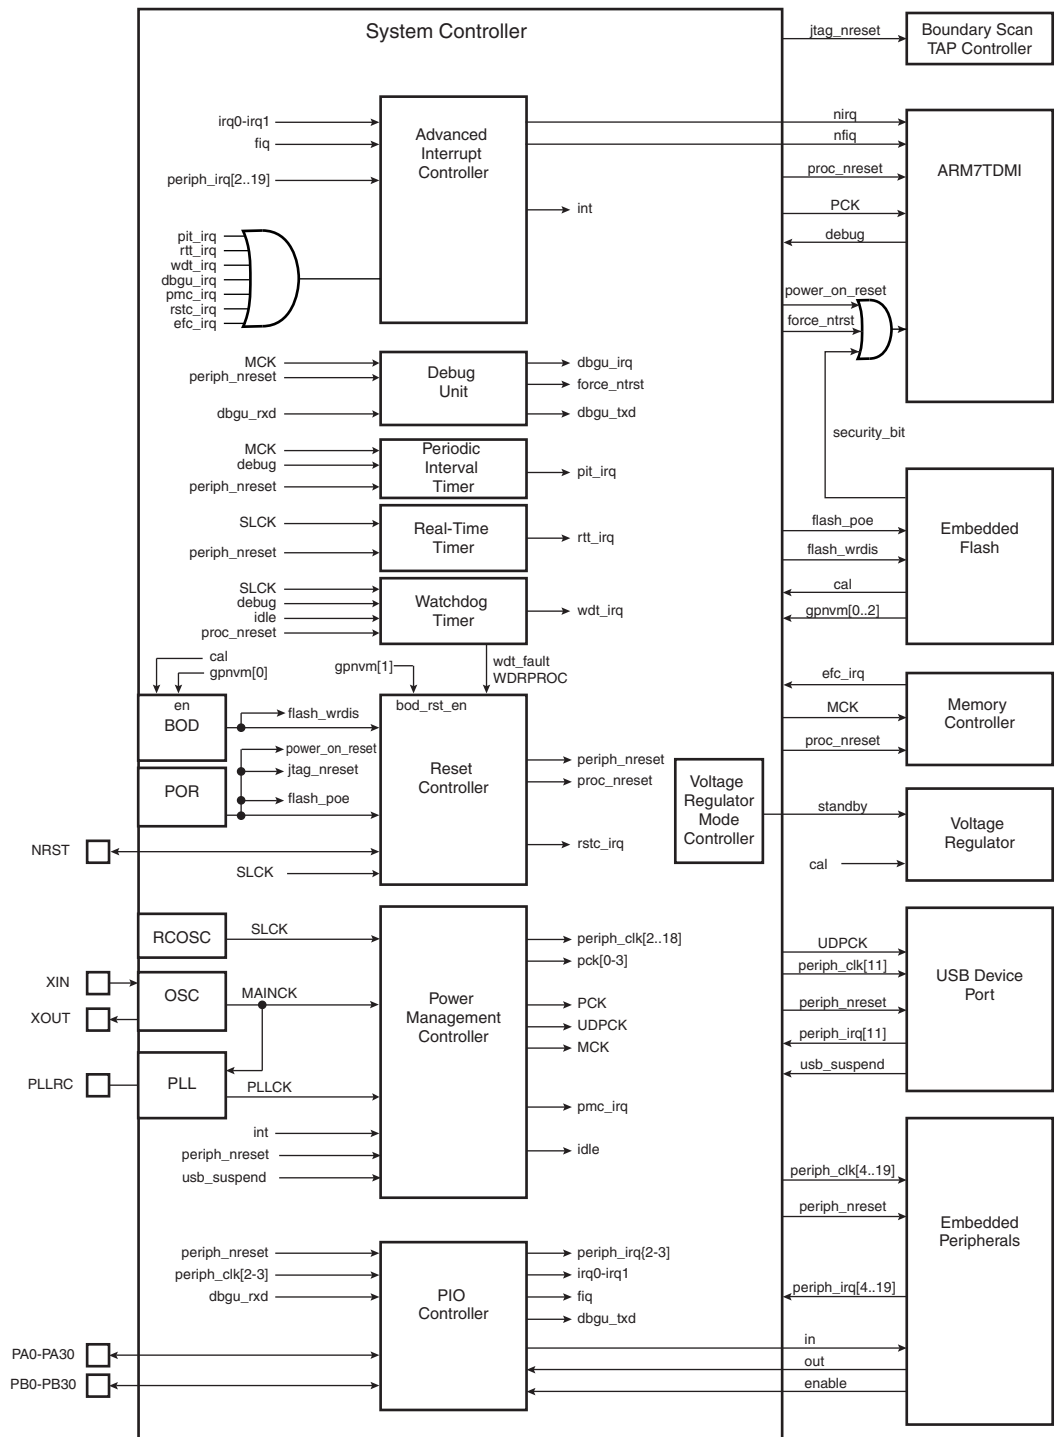 System Controller
jtag_nreset
Boundary Scan
TAP Controller
irq0-irq1
fiq
periph_irq[2..19]
Advanced
Interrupt
Controller
int
nirq
nfiq
proc_nreset
PCK
debug
ARM7TDMI
pit_irq
rtt_irq
wdt_irq
dbgu_irq
pmc_irq
rstc_irq
efc_irq
power_on_reset
force_ntrst
security_bit
MCK
periph_nreset
dbgu_rxd
Debug
Unit
dbgu_irq
force_ntrst
dbgu_txd
MCK
debug
periph_nreset
Periodic
Interval
Timer
pit_irq
SLCK
periph_nreset
Real-Time
Timer
rtt_irq
flash_poe
flash_wrdis
cal
gpnvm[0..2]
Embedded
Flash
SLCK
debug
idle
proc_nreset
Watchdog
Timer
wdt_irq
cal
gpnvm[0]
gpnvm[1]
wdt_fault
WDRPROC
en
BOD
flash_wrdis
power_on_reset
jtag_nreset
flash_poe
POR
bod_rst_en
Reset
Controller
periph_nreset
proc_nreset
rstc_irq
NRST
SLCK
efc_irq
MCK
proc_nreset
Memory
Controller
Voltage
Regulator
Mode
Controller
standby
cal
Voltage
Regulator
RCOSC
SLCK
XIN
XOUT
OSC
MAINCK
PLLRC
PLL
PLLCK
int
periph_nreset
usb_suspend
Power
Management
Controller
periph_clk[2..18]
pck[0-3]
PCK
UDPCK
MCK
pmc_irq
idle
UDPCK
periph_clk[11]
periph_nreset
periph_irq[11]
usb_suspend
USB Device
Port
periph_clk[4..19]
periph_nreset
periph_irq[4..19]
in
out
enable
Embedded
Peripherals
periph_nreset
periph_clk[2-3]
dbgu_rxd
PIO
Controller
periph_irq{2-3]
irq0-irq1
fiq
dbgu_txd
PA0-PA30
PB0-PB30